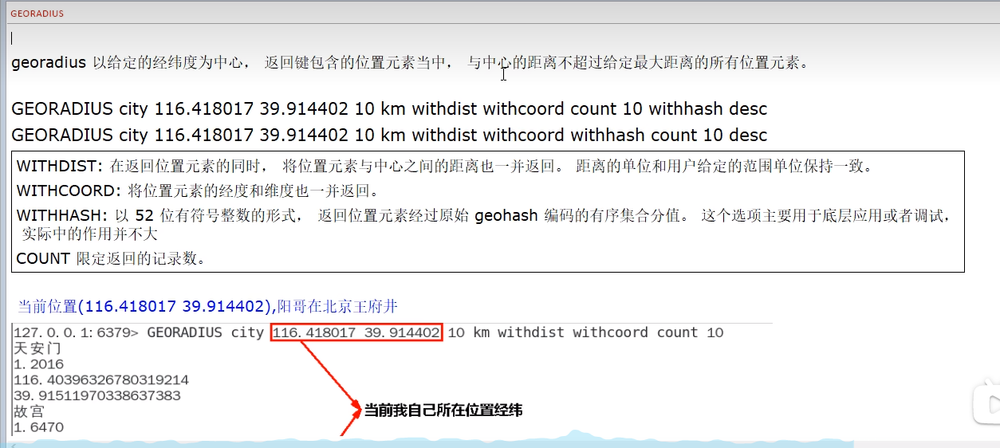 GEORADIUS
georadius 以给定的经纬度为中心， 返回键包含的位置元素当中， 与中心的距离不超过给定最大距离的所有位置元素。
GEORADIUS city 116.418017 39.914402 10 km withdist withcoord count 10 withhash desc
GEORADIUS city 116.418017 39.914402 10 km withdist withcoord withhash count 10 desc
WITHDIST: 在返回位置元素的同时， 将位置元素与中心之间的距离也一并返回。 距离的单位和用户给定的范围单位保持一致。
WITHCOORD: 将位置元素的经度和维度也一并返回。
WITHHASH: 以 52 位有符号整数的形式， 返回位置元素经过原始 geohash 编码的有序集合分值。 这个选项主要用于底层应用或者调试，
实际中的作用并不大
COUNT 限定返回的记录数。
当前位置(116.418017 39.914402),阳哥在北京王府井
127.0.0.1:6379> GEORADIUS city 116.418017 39.914402 10 km withdist withcoord count 10
天安门
1.2016
116.40396326780319214
39.91511970338637383
故宫
1.6470
当前我自己所在位置经纬